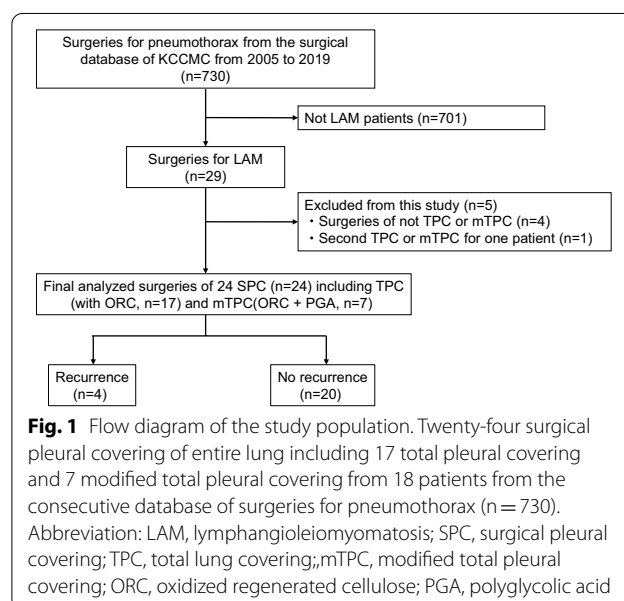 Surgeries for pneumothorax from the surgical
database of KCCMC from 2005 to 2019
(n=730)
Not LAM patients (n=701)
Surgeries for LAM
(n=29)
Excluded from this study (n=5)
・Surgeries of not TPC or mTPC (n=4)
・Second TPC or mTPC for one patient (n=1)
Final analyzed surgeries of 24 SPC (n=24) including TPC
(with ORC, n=17) and mTPC(ORC + PGA, n=7)
Recurrence
(n=4)
No recurrence
(n=20)
Fig. 1 Flow diagram of the study population. Twenty-four surgical
pleural covering of entire lung including 17 total pleural covering
and 7 modified total pleural covering from 18 patients from the
consecutive database of surgeries for pneumothorax (n = 730).
Abbreviation: LAM, lymphangioleiomyomatosis; SPC, surgical pleural
covering; TPC, total lung covering;,mTPC, modified total pleural
covering; ORC, oxidized regenerated cellulose; PGA, polyglycolic acid